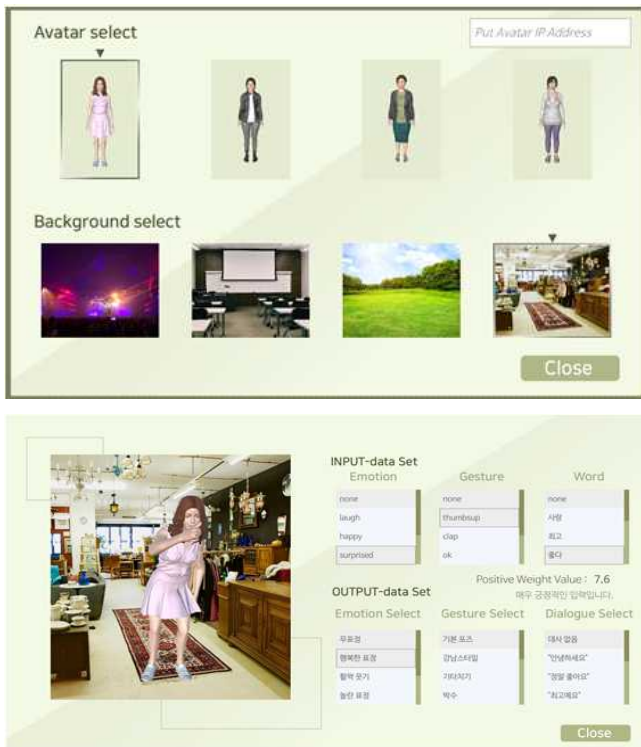 Avatar select
Put Avatar IP Address
Background select
Close
INPUT-data Set
Emotion Gesture Word
none none none
laugh thumbsup 사랑
happy clap 최고
surprised ok 좋다
Positive Weight Value : 7.6
매우 긍정적인 입력입니다.
OUTPUT-data Set
Emotion Select Gesture Select Dialogue Select
무표정 기본 포즈 대사 없음
행복한 표정 강남스타일 "안녕하세요"
활짝 웃기 기타치기 "정말 좋아요"
놀란 표정 박수 "최고예요"
Close